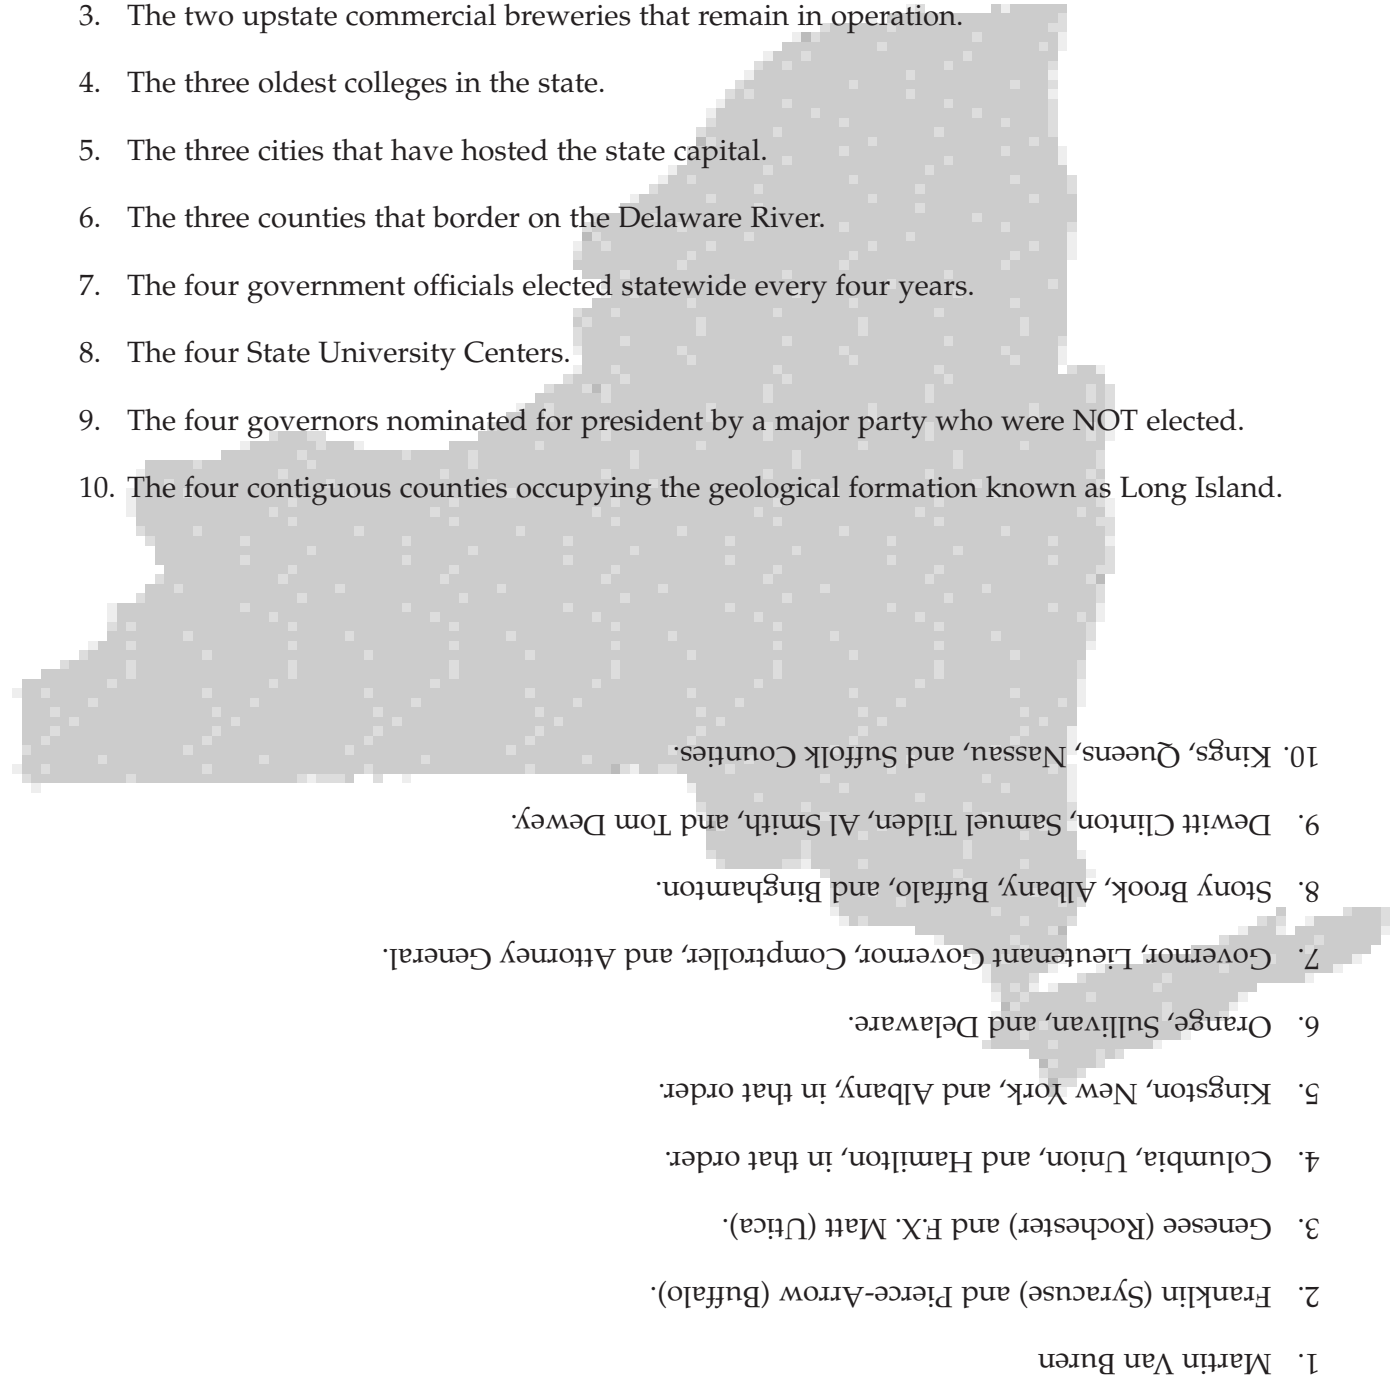 3. The two upstate commercial breweries that remain in operation.
4. The three oldest colleges in the state.
5. The three cities that have hosted the state capital.
6. The three counties that border on the Delaware River.
7. The four government officials elected statewide every four years.
8. The four State University Centers.
9. The four governors nominated for president by a major party who were NOT elected.
10. The four contiguous counties occupying the geological formation known as Long Island.
1. Martin Van Buren
2. Franklin (Syracuse) and Pierce-Arrow (Buffalo).
3. Genesee (Rochester) and F.X. Matt (Utica).
4. Columbia, Union, and Hamilton, in that order.
5. Kingston, New York, and Albany, in that order.
6. Orange, Sullivan, and Delaware.
7. Governor, Lieutenant Governor, Comptroller, and Attorney General.
8. Stony Brook, Albany, Buffalo, and Binghamton.
9. Dewitt Clinton, Samuel Tilden, Al Smith, and Tom Dewey.
10. Kings, Queens, Nassau, and Suffolk Counties.